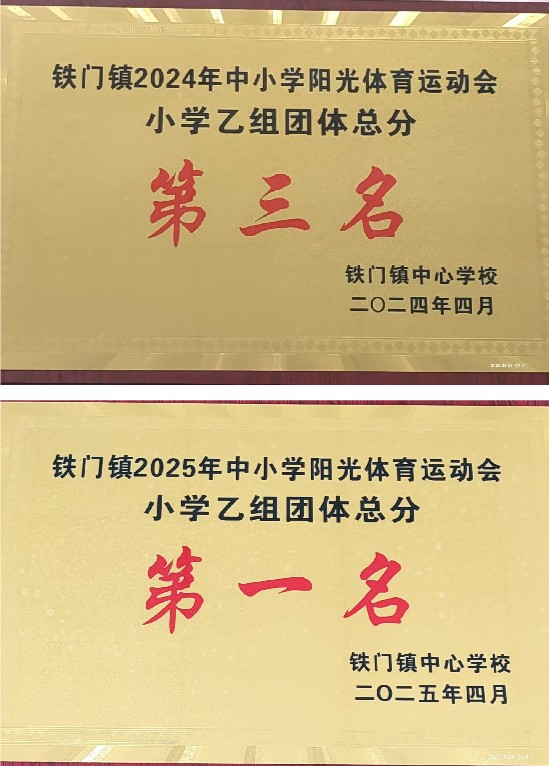 铁门镇2024年中小学阳光体育运动会
小学乙组团体总分
第三名
铁门镇中心学校
二〇二四年四月
铁门镇2025年中小学阳光体育运动会
小学乙组团体总分
第一名
铁门镇中心学校
二〇二五年四月